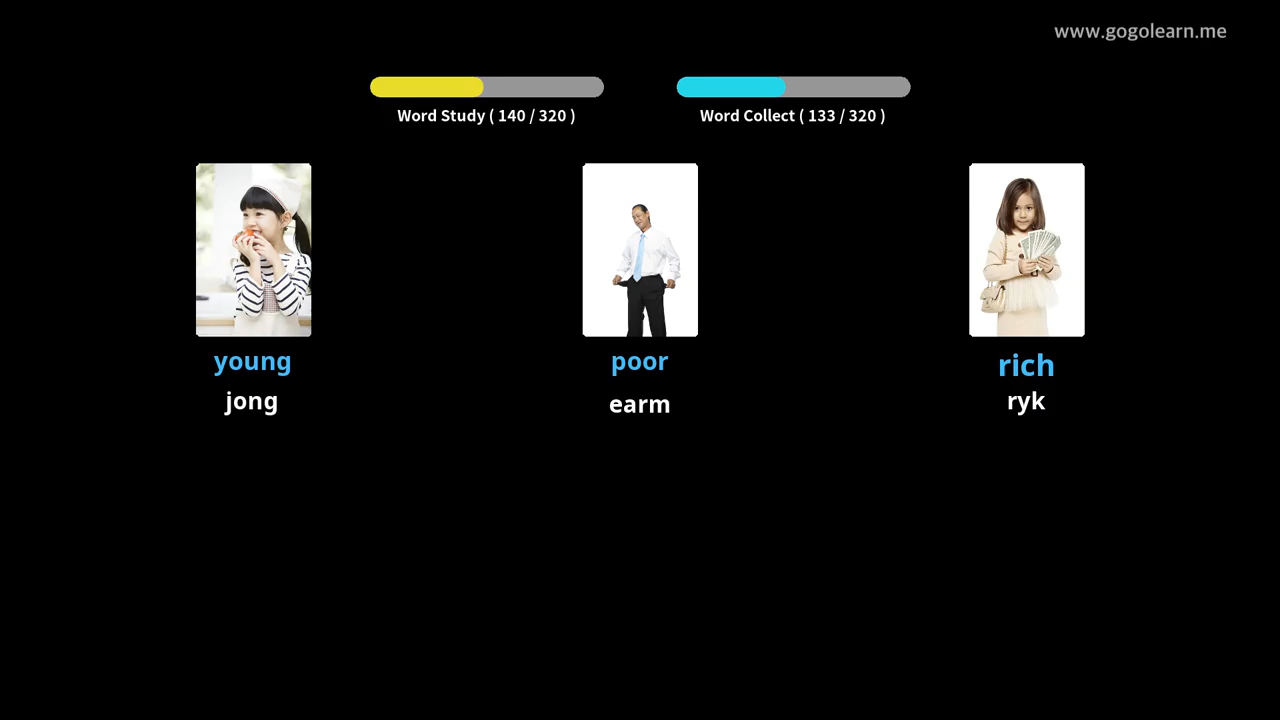 www.gogolearn.me
Word Study ( 140 / 320 )
Word Collect ( 133 / 320 )
young
poor
rich
jong
earm
ryk